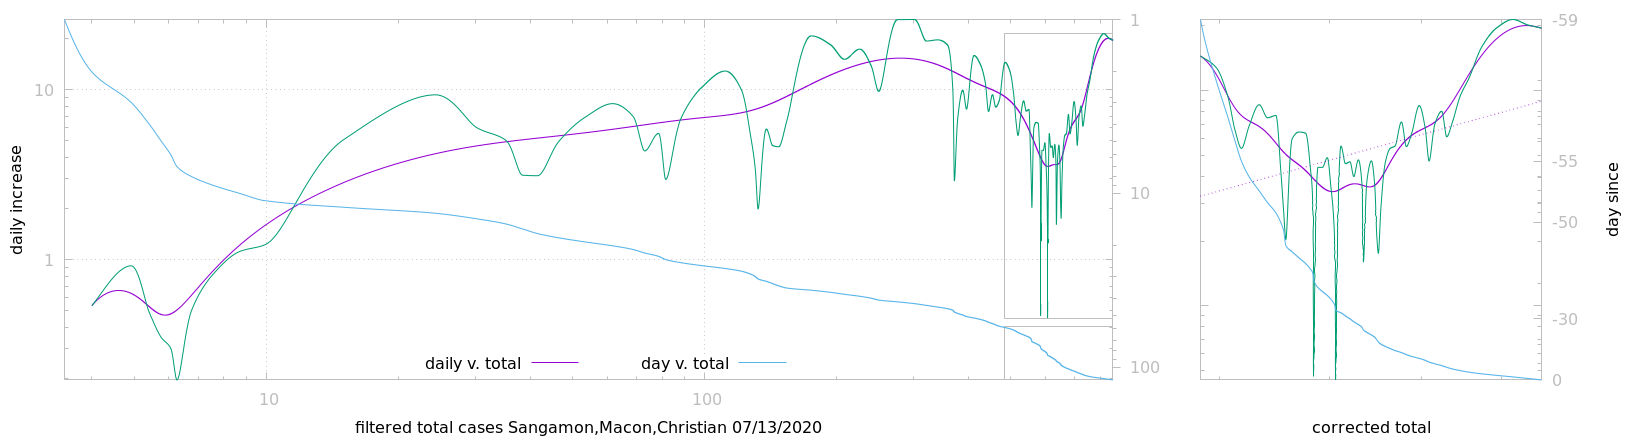 1
-59
10
daily increase
-55
day since
10
-50
1
-30
daily v. total
day v. total
100
0
10
100
filtered total cases Sangamon,Macon,Christian 07/13/2020
corrected total